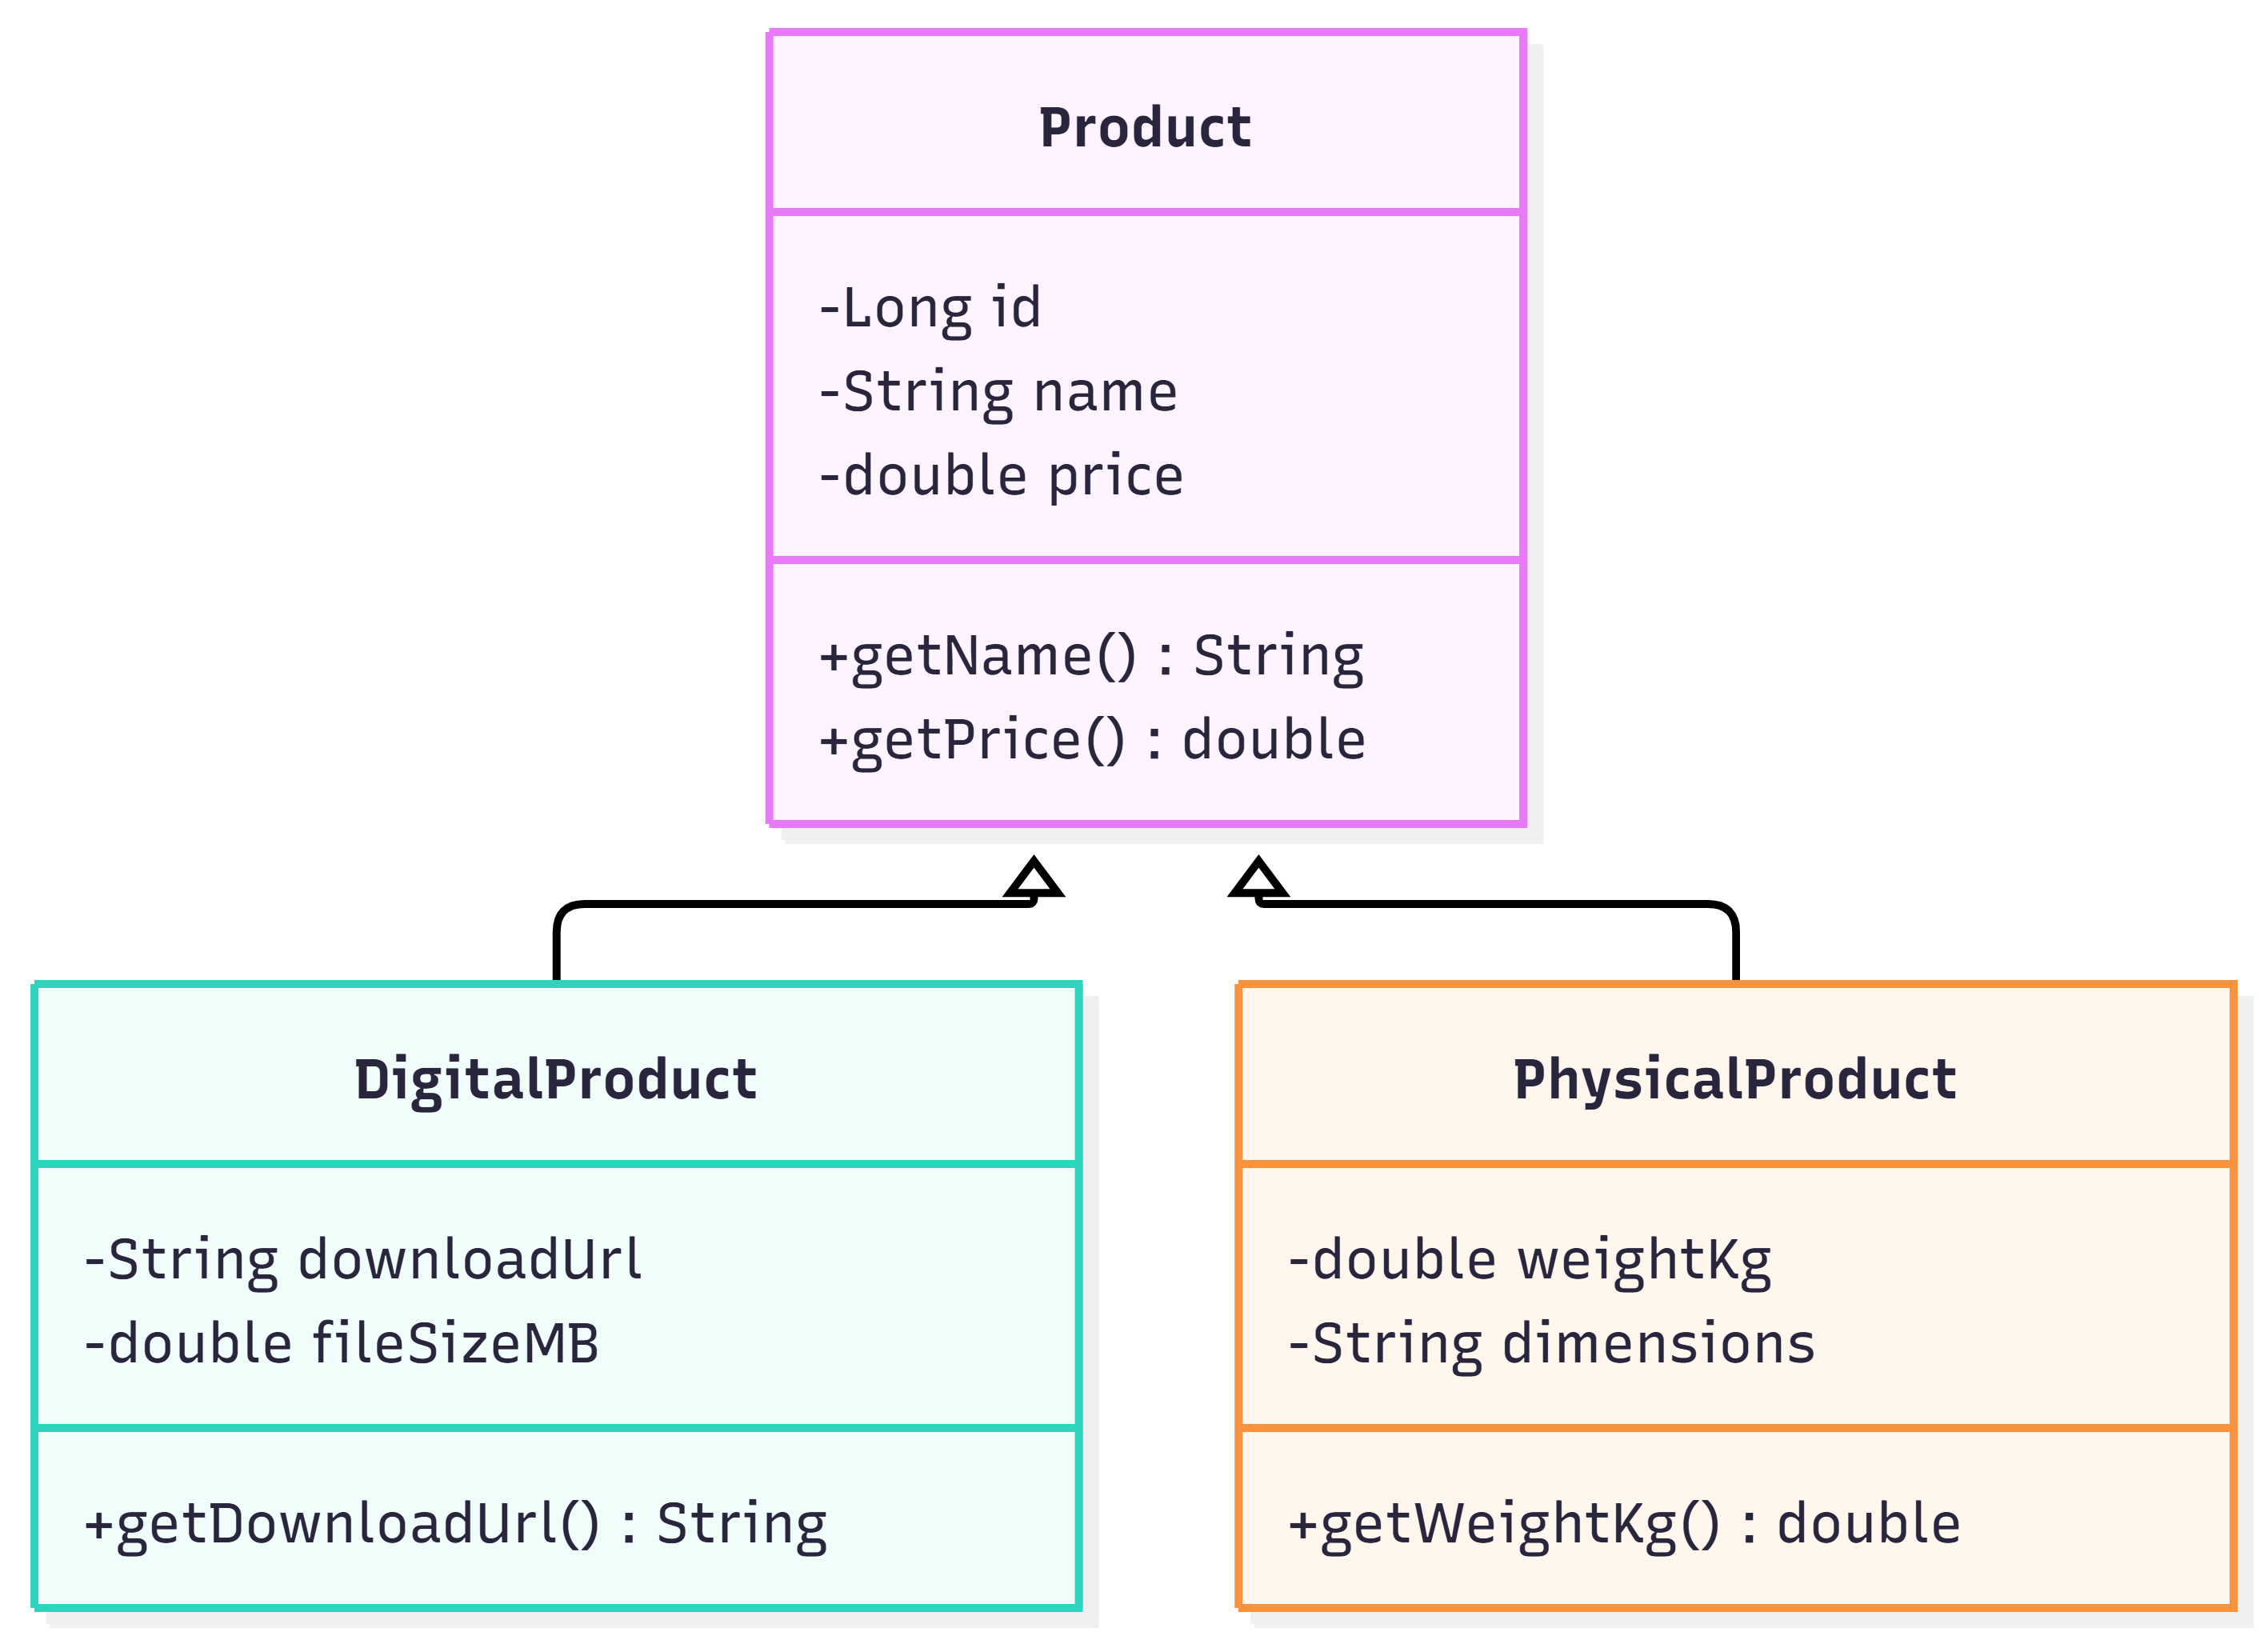 Product
-Long id
-String name
-double price
+getName() : String
+getPrice() : double
DigitalProduct
-String downloadUrl
-double fileSizeMB
+getDownloadUrl() : String
PhysicalProduct
-double weightKg
-String dimensions
+getWeightKg() : double